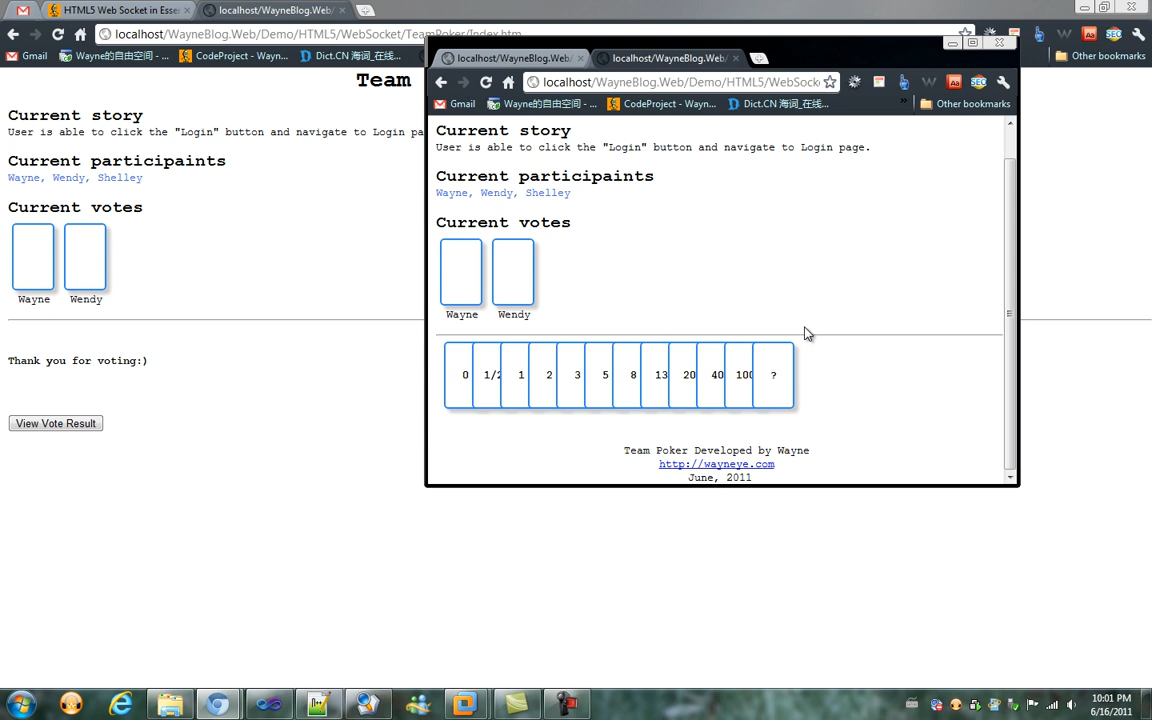 HTML5 Web Socket in Esser
localhost/WayneBlog.Web/
localhost/WayneBlog.Web/Demo/HTML5/WebSocket/TeamPoker/Index.htm
Gmail
Wayne的自由空间 - ...
CodeProject - Wayn...
Dict.CN 海词_在线...
Other bookmarks
Team
Current story
User is able to click the "Login" button and navigate to Login pa
Current participaints
Wayne, Wendy, Shelley
Current votes
Wayne
Wendy
Thank you for voting:)
View Vote Result
localhost/WayneBlog.Web/
localhost/WayneBlog.Web/
localhost/WayneBlog.Web/Demo/HTML5/WebSocke
Gmail
Wayne的自由空间 - ...
CodeProject - Wayn...
Dict.CN 海词_在线...
»
Other bookmarks
Current story
User is able to click the "Login" button and navigate to Login page.
Current participaints
Wayne, Wendy, Shelley
Current votes
Wayne
Wendy
0 1/2 1 2 3 5 8 13 20 40 100 ?
Team Poker Developed by Wayne
http://wayneye.com
June, 2011
10:01 PM
6/16/2011